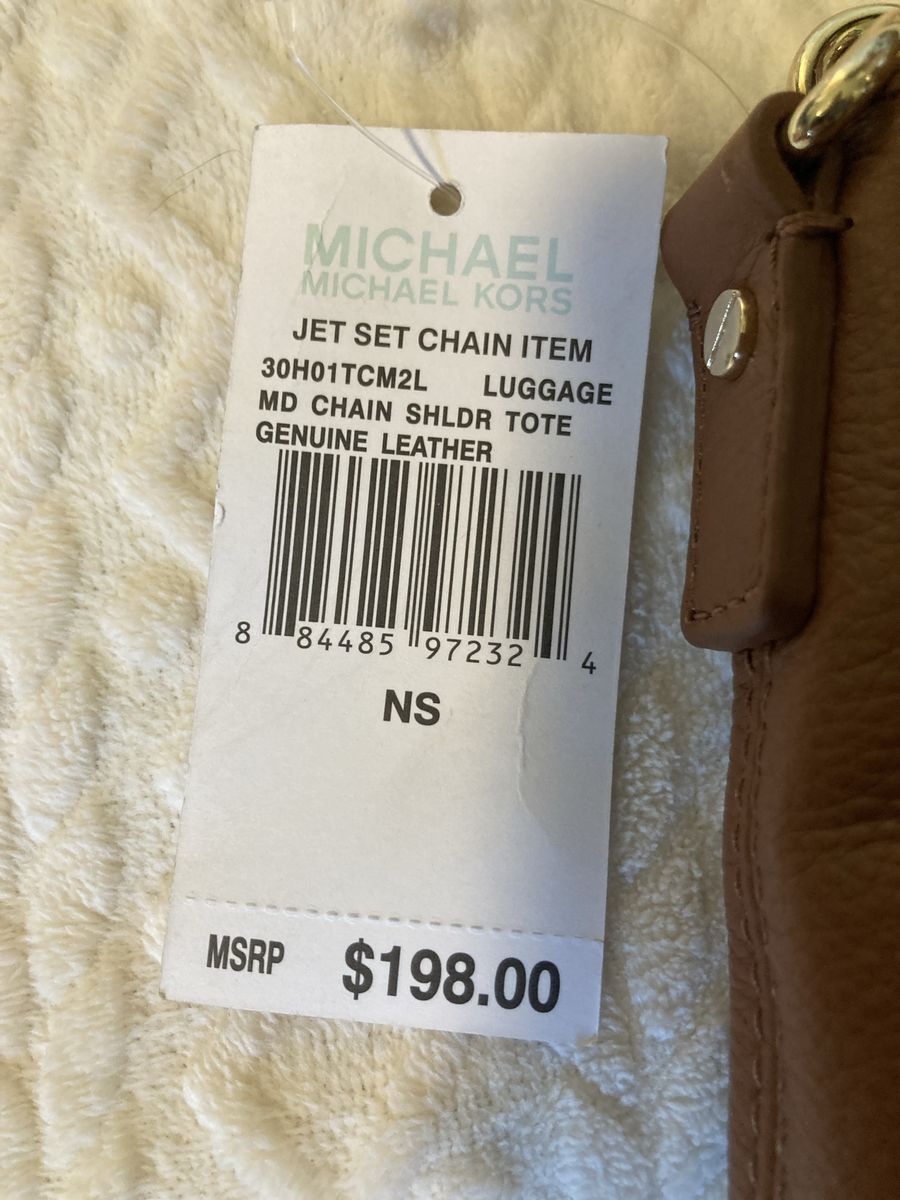 MICHAEL
MICHAEL KORS
JET SET CHAIN ITEM
30H01TCM2L LUGGAGE
MD CHAIN SHLDR TOTE
GENUINE LEATHER
8 84485 97232 4
NS
MSRP $198.00